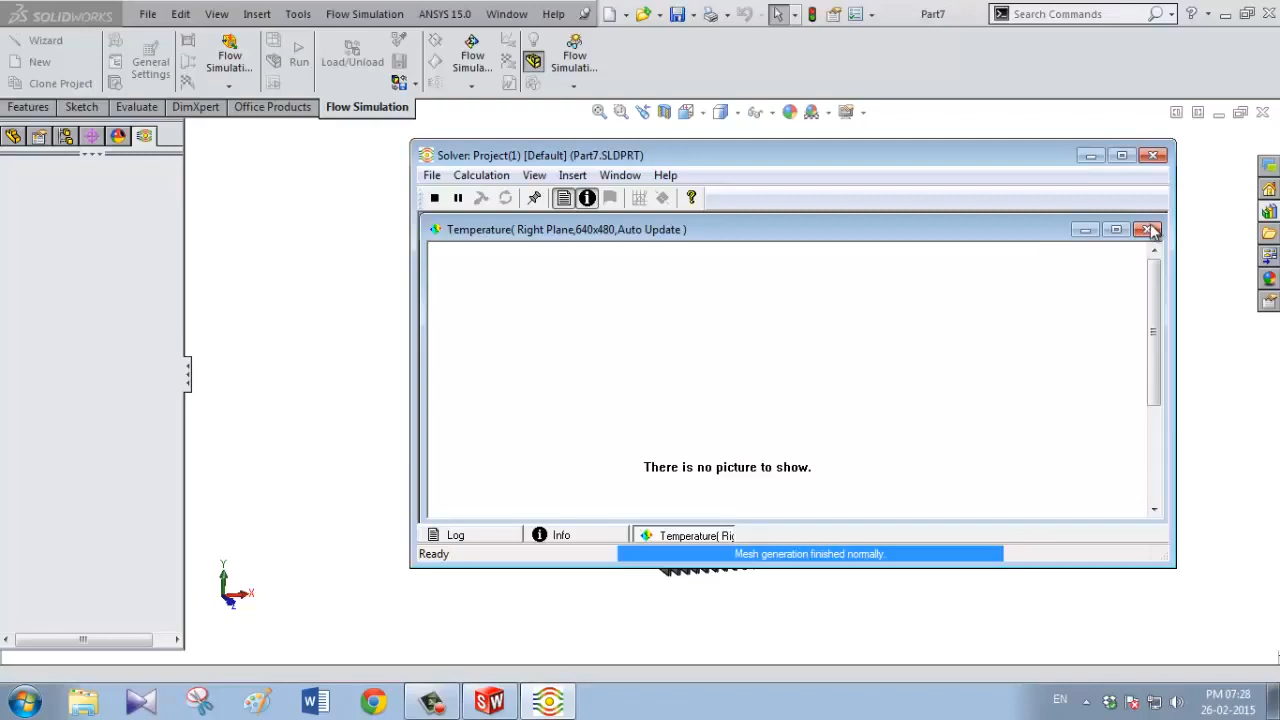 SOLIDWORKS File Edit View Insert Tools Flow Simulation ANSYS 15.0 Window Help Part7 Search Commands
Wizard
New
Clone Project
General
Settings
Flow
Simulati...
Run
Load/Unload
Flow
Simula...
Flow
Simulati...
Features Sketch Evaluate DimXpert Office Products Flow Simulation
Solver: Project(1) [Default] (Part7.SLDPRT)
File Calculation View Insert Window Help
Temperature( Right Plane,640x480,Auto Update )
There is no picture to show.
Log Info Temperature( Rig
Ready Mesh generation finished normally.
Y
X
Z
EN
PM 07:28
26-02-2015